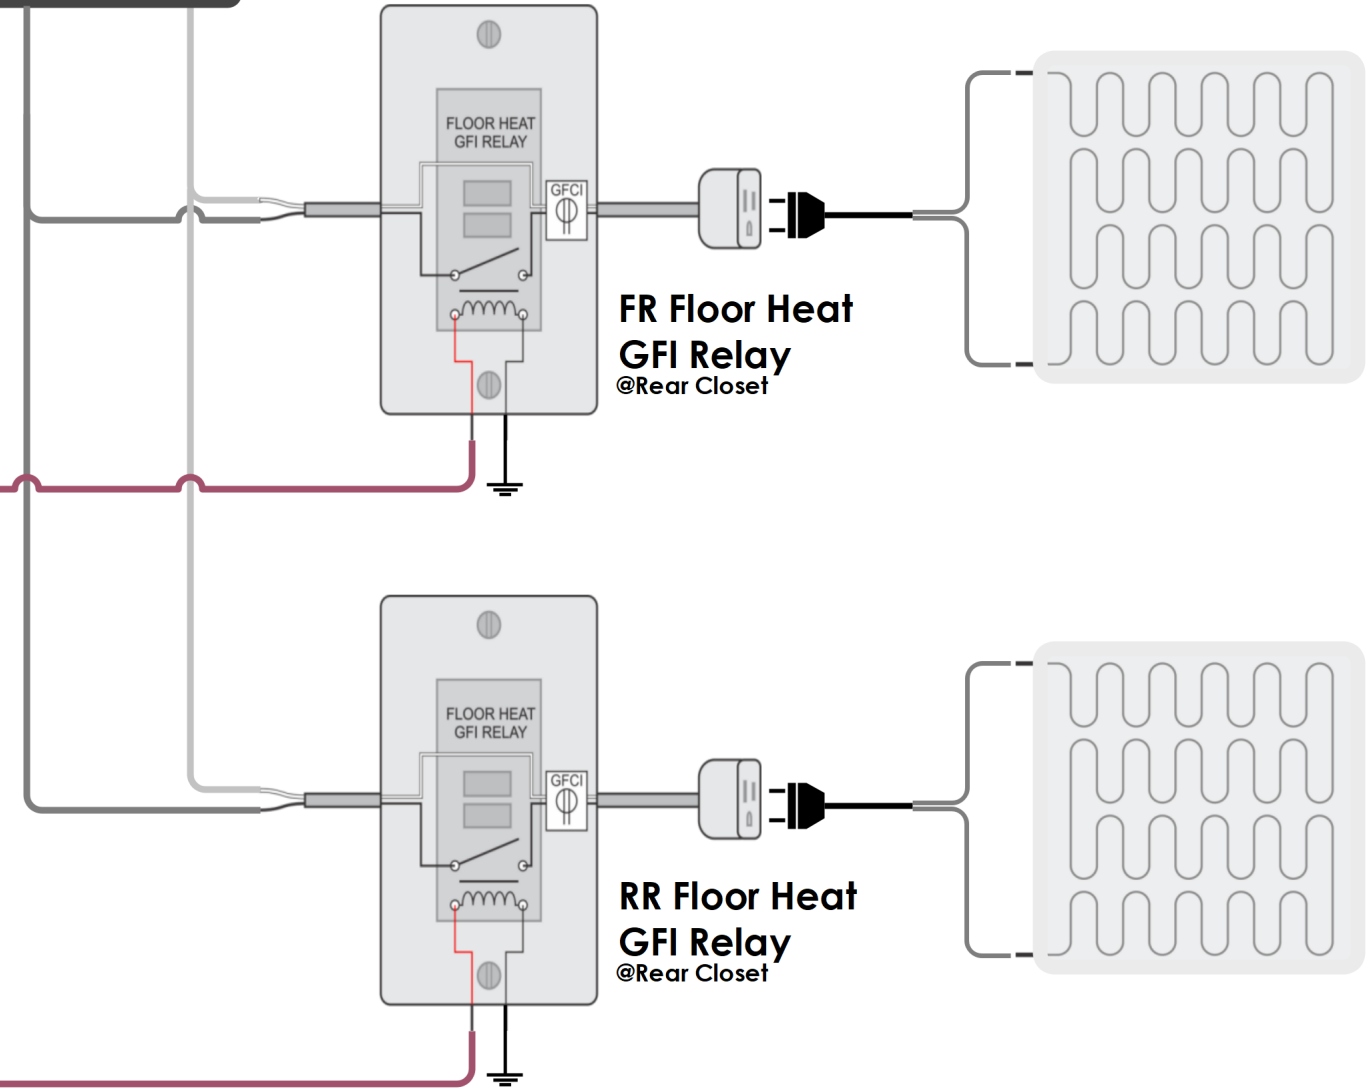 FLOOR HEAT
GFI RELAY
GFCI
FR Floor Heat
GFI Relay
@Rear Closet
FLOOR HEAT
GFI RELAY
GFCI
RR Floor Heat
GFI Relay
@Rear Closet